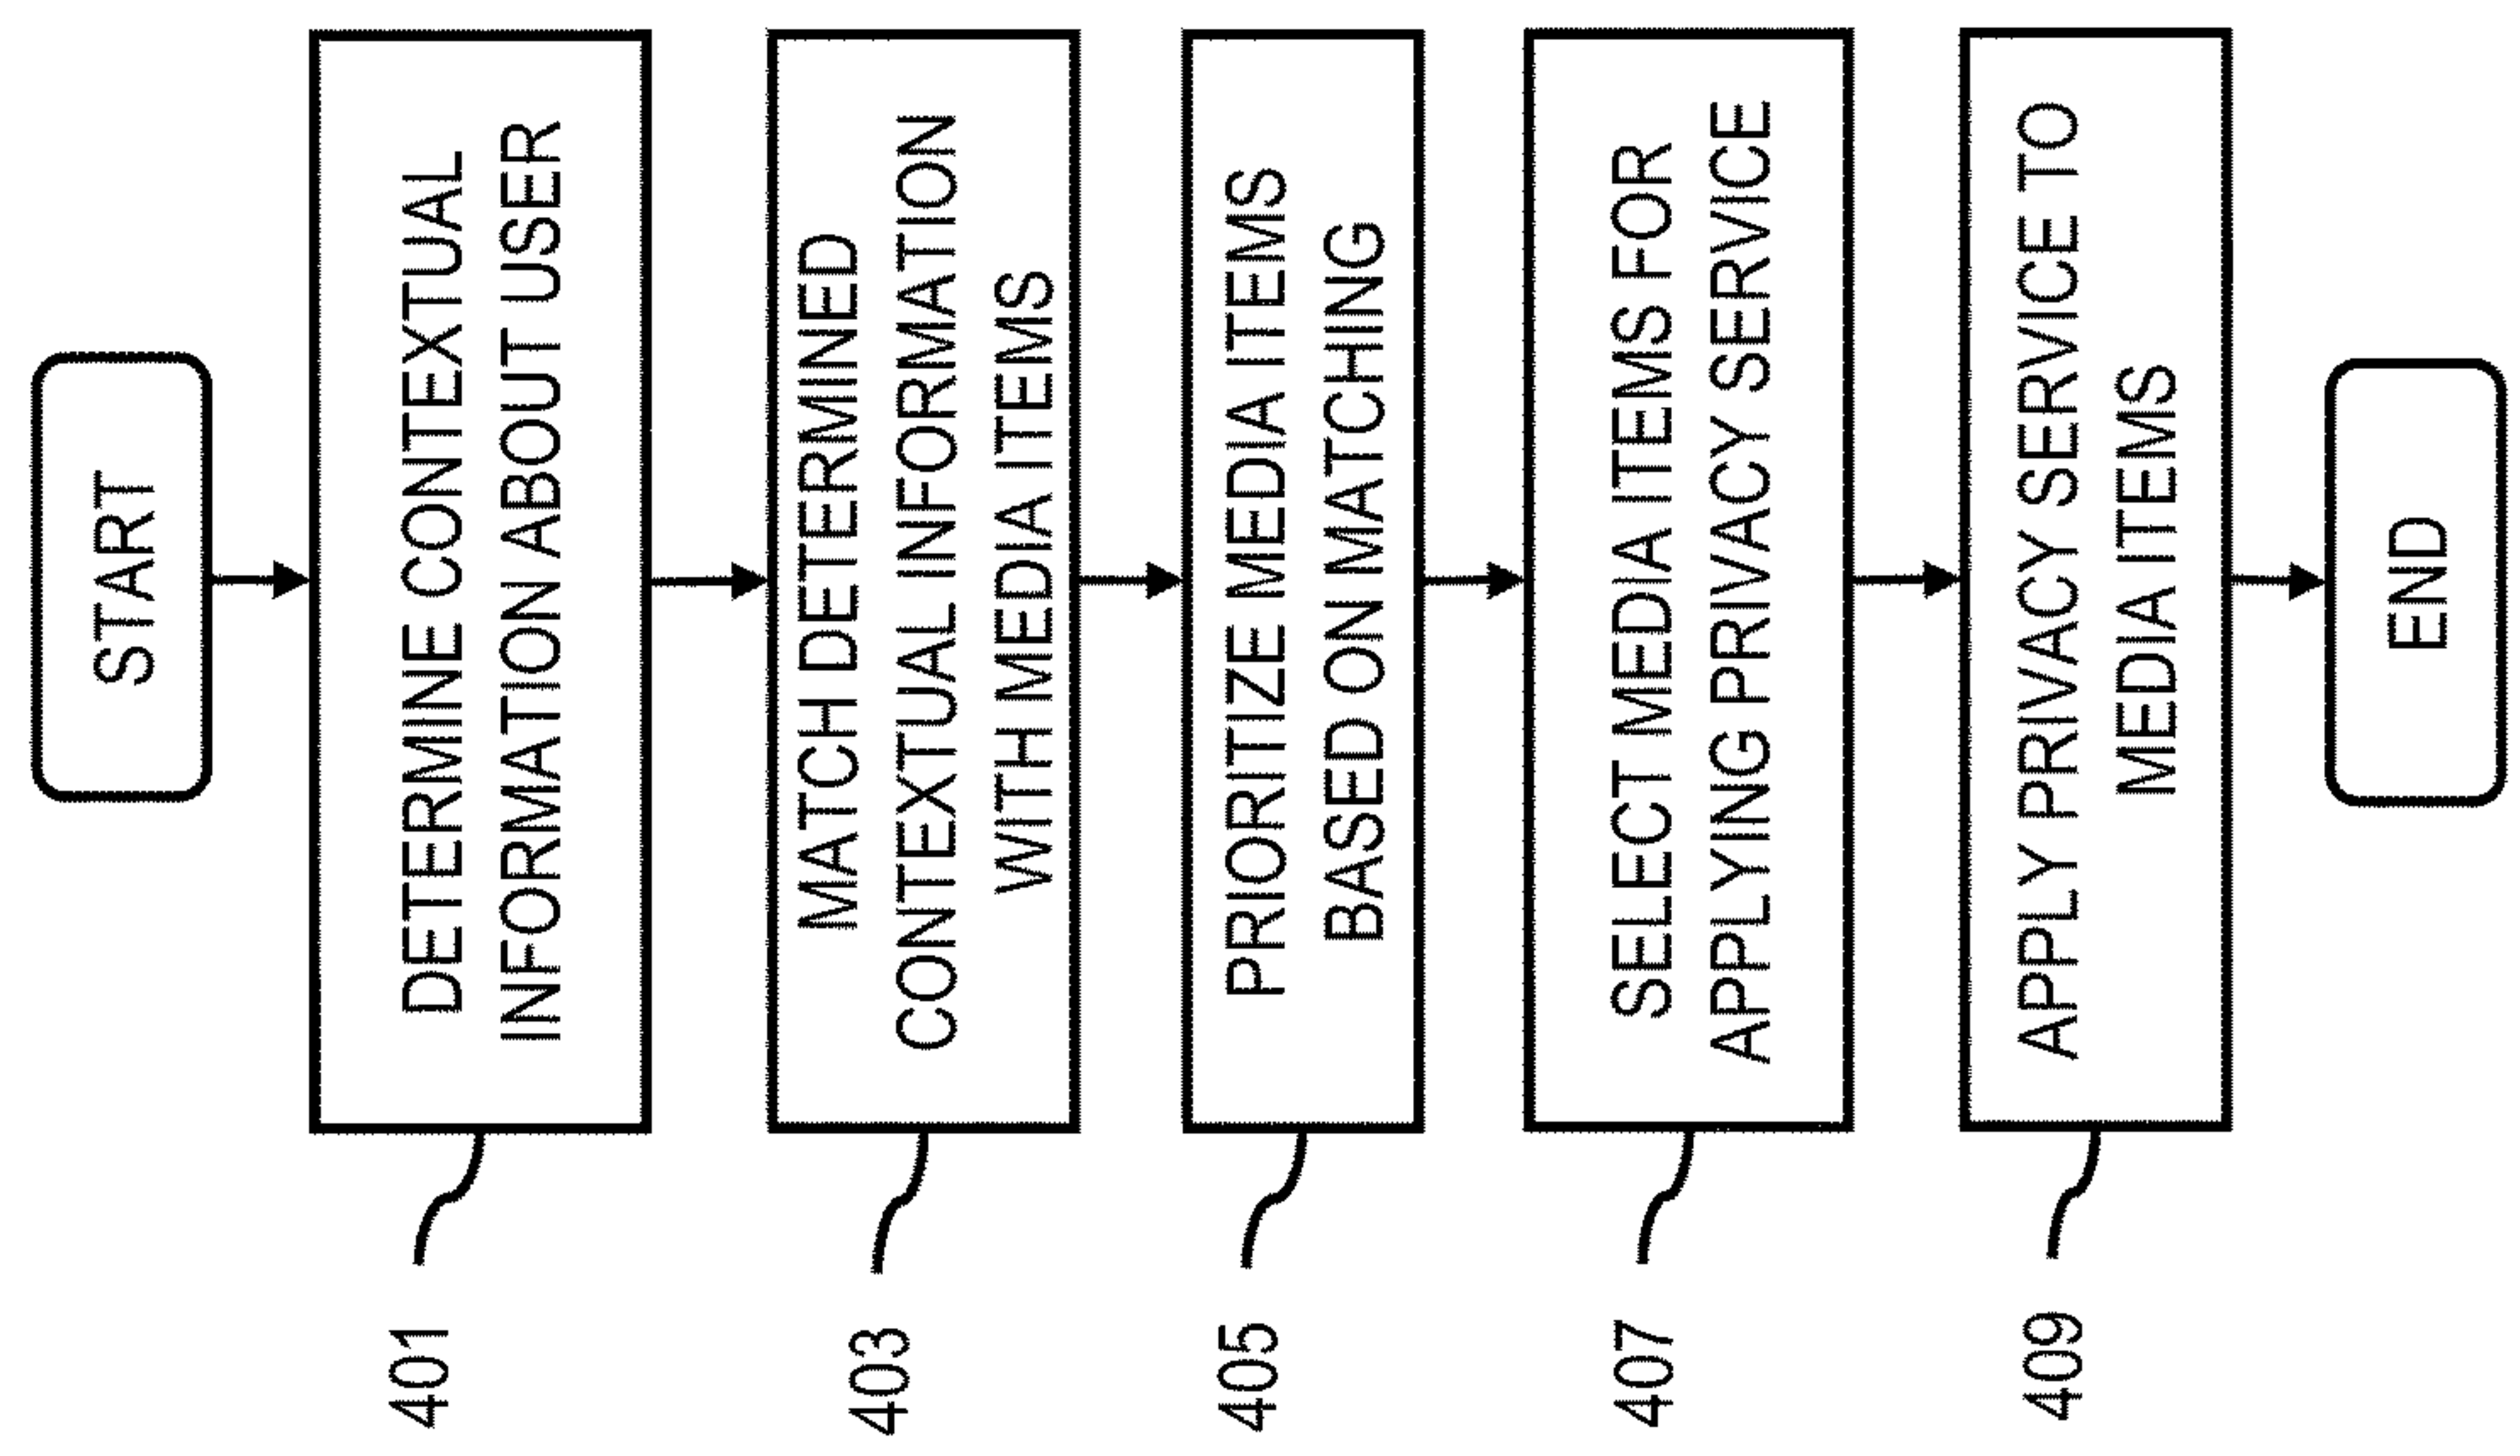 START
401
DETERMINE CONTEXTUAL
INFORMATION ABOUT USER
403
MATCH DETERMINED
CONTEXTUAL INFORMATION
WITH MEDIA ITEMS
405
PRIORITIZE MEDIA ITEMS
BASED ON MATCHING
407
SELECT MEDIA ITEMS FOR
APPLYING PRIVACY SERVICE
409
APPLY PRIVACY SERVICE TO
MEDIA ITEMS
END